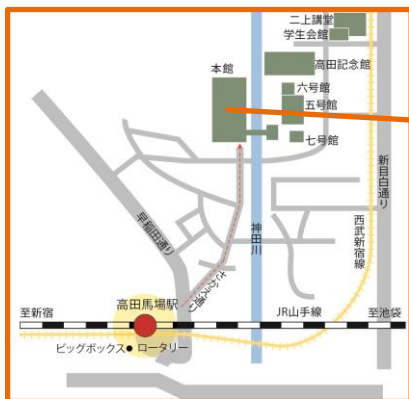 二上講堂
学生会館
高田記念館
本館
六号館
五号館
七号館
新目白通り
早稲田通り
神田川
西武新宿線
さかえ通り
高田馬場駅
至新宿
JR山手線
至池袋
ビッグボックス●ロータリー